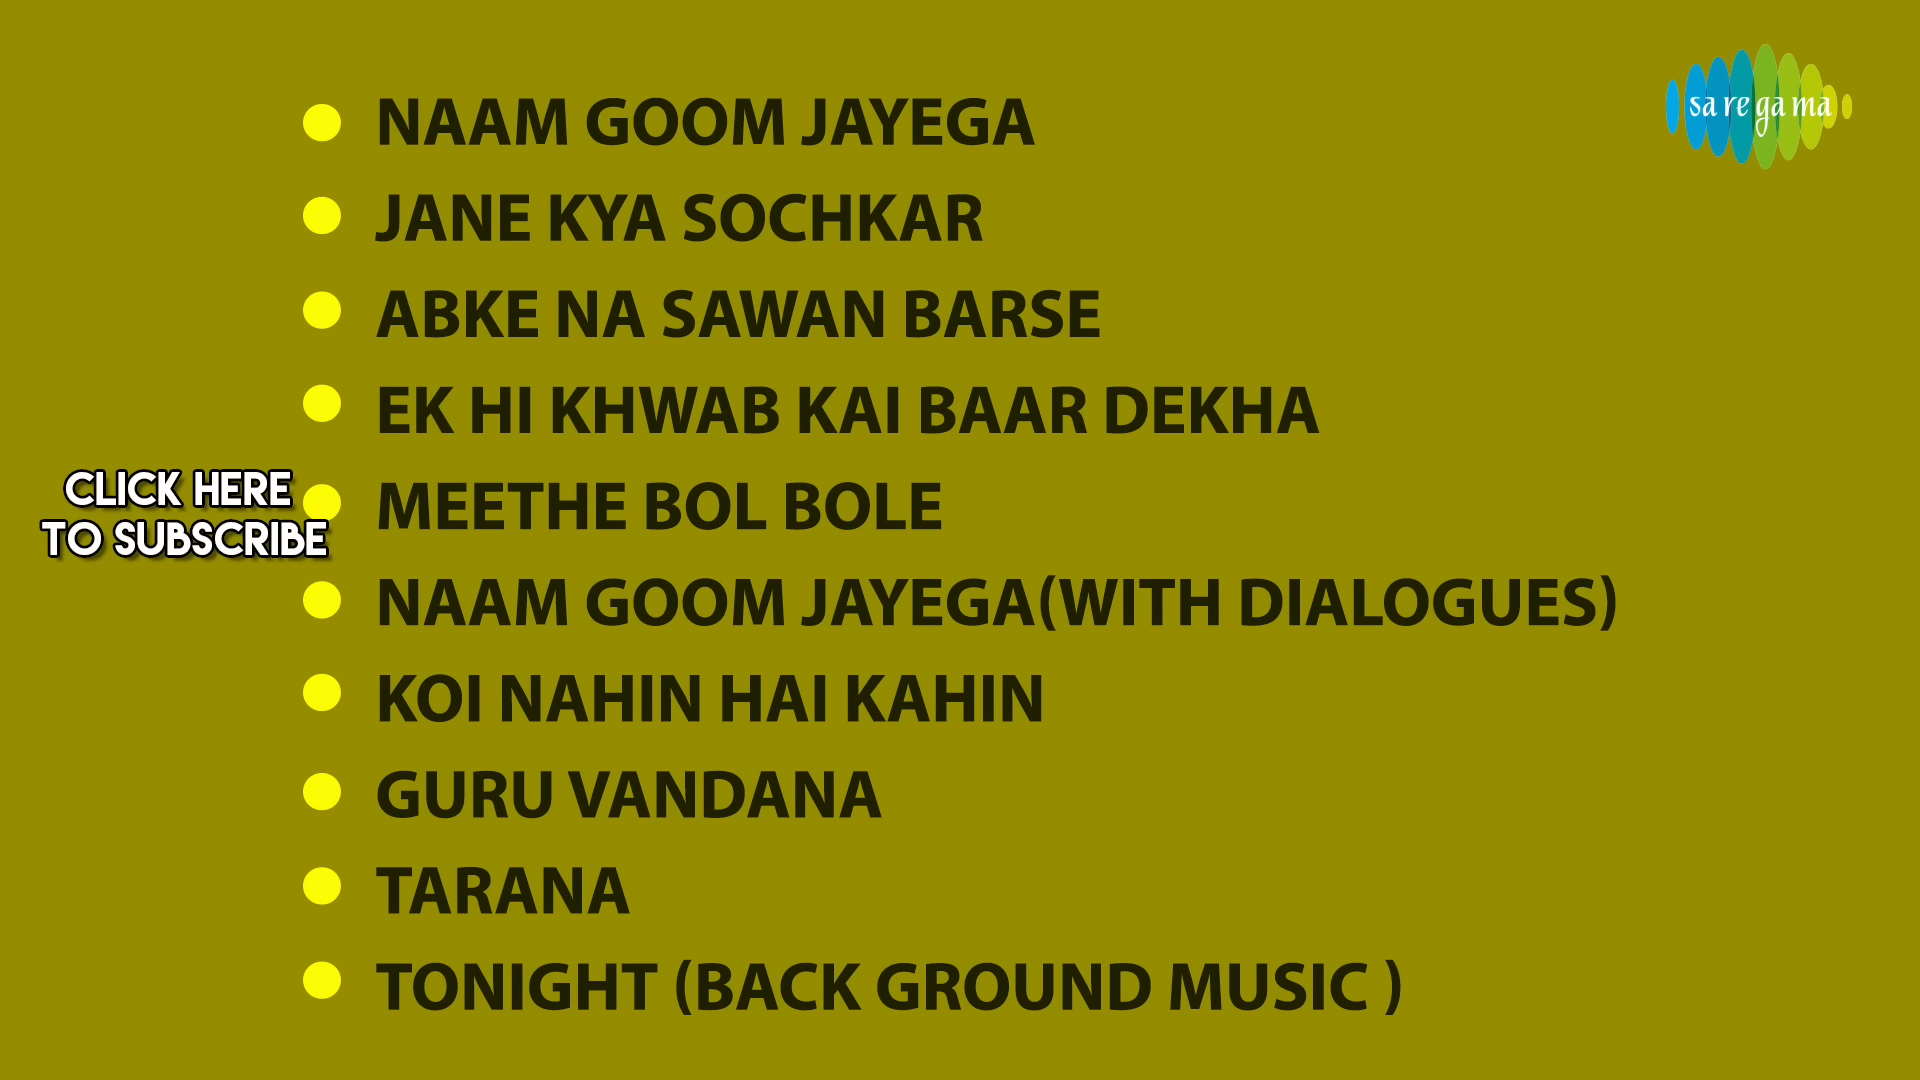 sa re ga ma
NAAM GOOM JAYEGA
JANE KYA SOCHKAR
ABKE NA SAWAN BARSE
EK HI KHWAB KAI BAAR DEKHA
CLICK HERE
TO SUBSCRIBE
MEETHE BOL BOLE
NAAM GOOM JAYEGA(WITH DIALOGUES)
KOI NAHIN HAI KAHIN
GURU VANDANA
TARANA
TONIGHT (BACK GROUND MUSIC )